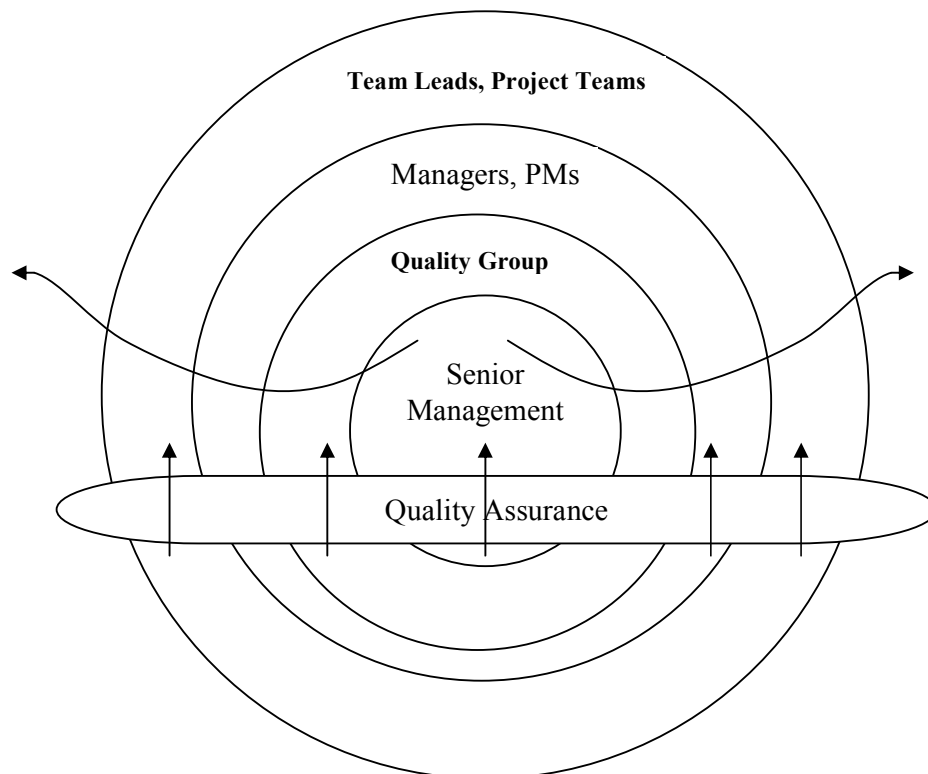 Team Leads, Project Teams
Managers, PMs
Quality Group
Senior
Management
Quality Assurance